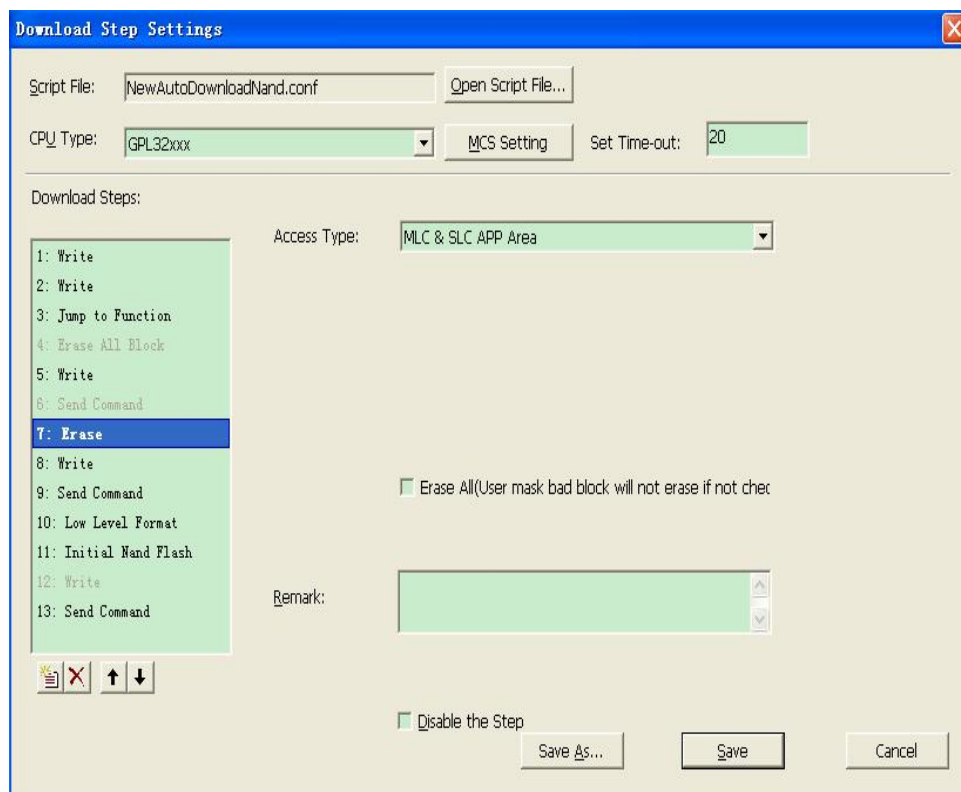 Download Step Settings
Script File: NewAutoDownloadNand.conf Open Script File...
CPU Type: GPL32xxx MCS Setting Set Time-out: 20
Download Steps:
Access Type: MLC & SLC APP Area
1: Write
2: Write
3: Jump to Function
4: Erase All Block
5: Write
6: Send Command
7: Erase
8: Write
9: Send Command
10: Low Level Format
11: Initial Nand Flash
12: Write
13: Send Command
Erase All(User mask bad block will not erase if not chec
Remark:
Disable the Step
Save As... Save Cancel